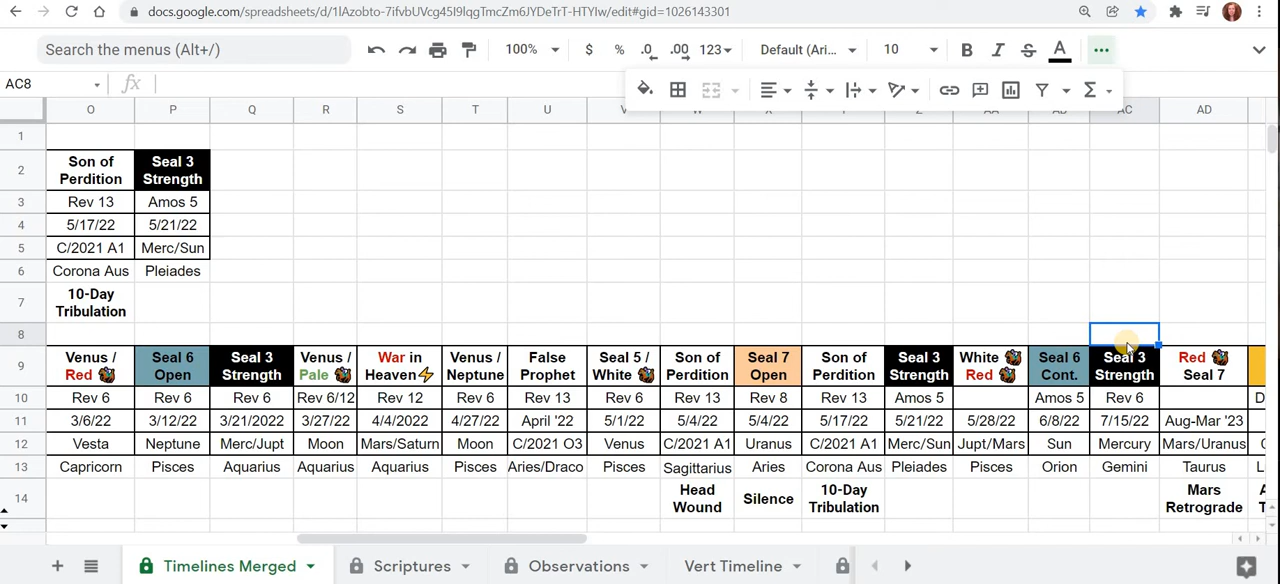 docs.google.com/spreadsheets/d/1lAzobto-7ifvbUVcg45I9lqgTmcZm6JYDeTrT-HTYIw/edit#gid=1026143301
Search the menus (Alt+/)
100%
$ % .0 .00 123
Default (Ari...
10
B I S A
AC8
fx
O P Q R S T U AC AD
1
2 Son of Perdition Seal 3 Strength
3 Rev 13 Amos 5
4 5/17/22 5/21/22
5 C/2021 A1 Merc/Sun
6 Corona Aus Pleiades
7 10-Day Tribulation
8
9 Venus / Red Seal 6 Open Seal 3 Strength Venus / Pale War in Heaven Venus / Neptune False Prophet Seal 5 / White Son of Perdition Seal 7 Open Son of Perdition Seal 3 Strength White Red Seal 6 Cont. Seal 3 Strength Red Seal 7
10 Rev 6 Rev 6 Rev 6 Rev 6/12 Rev 12 Rev 6 Rev 13 Rev 6 Rev 13 Rev 8 Rev 13 Amos 5 Amos 5 Rev 6 D
11 3/6/22 3/12/22 3/21/2022 3/27/22 4/4/2022 4/27/22 April '22 5/1/22 5/4/22 5/4/22 5/17/22 5/21/22 5/28/22 6/8/22 7/15/22 Aug-Mar '23
12 Vesta Neptune Merc/Jupt Moon Mars/Saturn Moon C/2021 O3 Venus C/2021 A1 Uranus C/2021 A1 Merc/Sun Jupt/Mars Sun Mercury Mars/Uranus
13 Capricorn Pisces Aquarius Aquarius Aquarius Pisces Aries/Draco Pisces Sagittarius Aries Corona Aus Pleiades Pisces Orion Gemini Taurus
14 Head Wound Silence 10-Day Tribulation Mars Retrograde
Timelines Merged
Scriptures
Observations
Vert Timeline